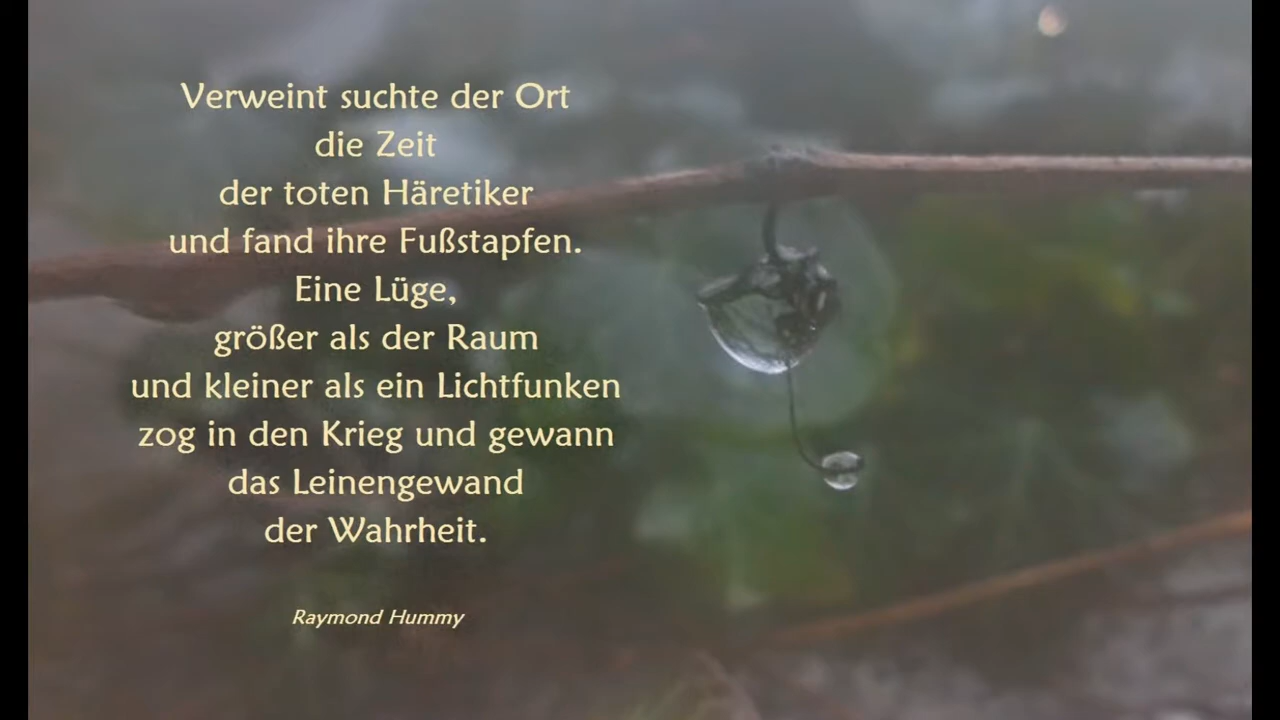 Verweint suchte der Ort
die Zeit
der toten Häretiker
und fand ihre Fußstapfen.
Eine Lüge,
größer als der Raum
und kleiner als ein Lichtfunken
zog in den Krieg und gewann
das Leinengewand
der Wahrheit.
Raymond Hummy